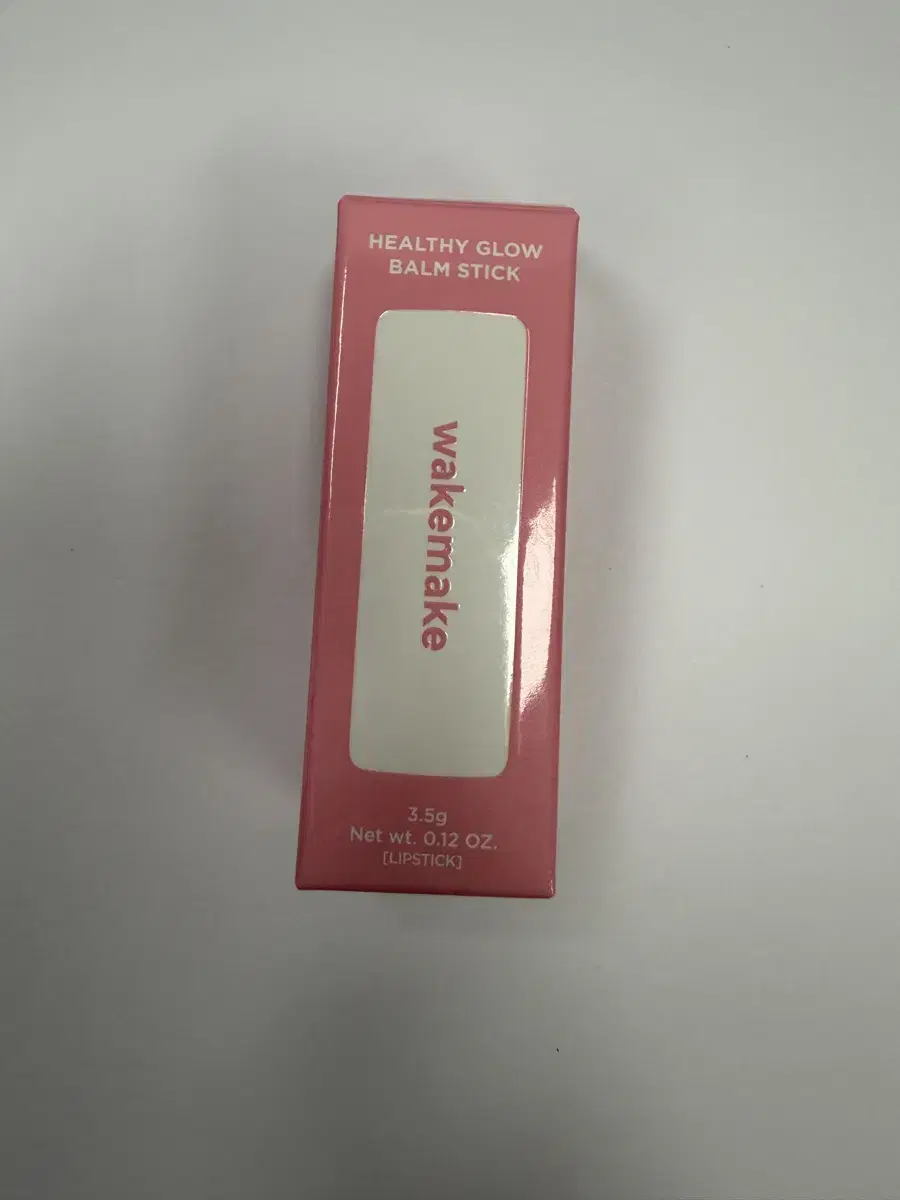 HEALTHY GLOW
BALM STICK
wakemake
3.5g
Net wt. 0.12 OZ.
[LIPSTICK]